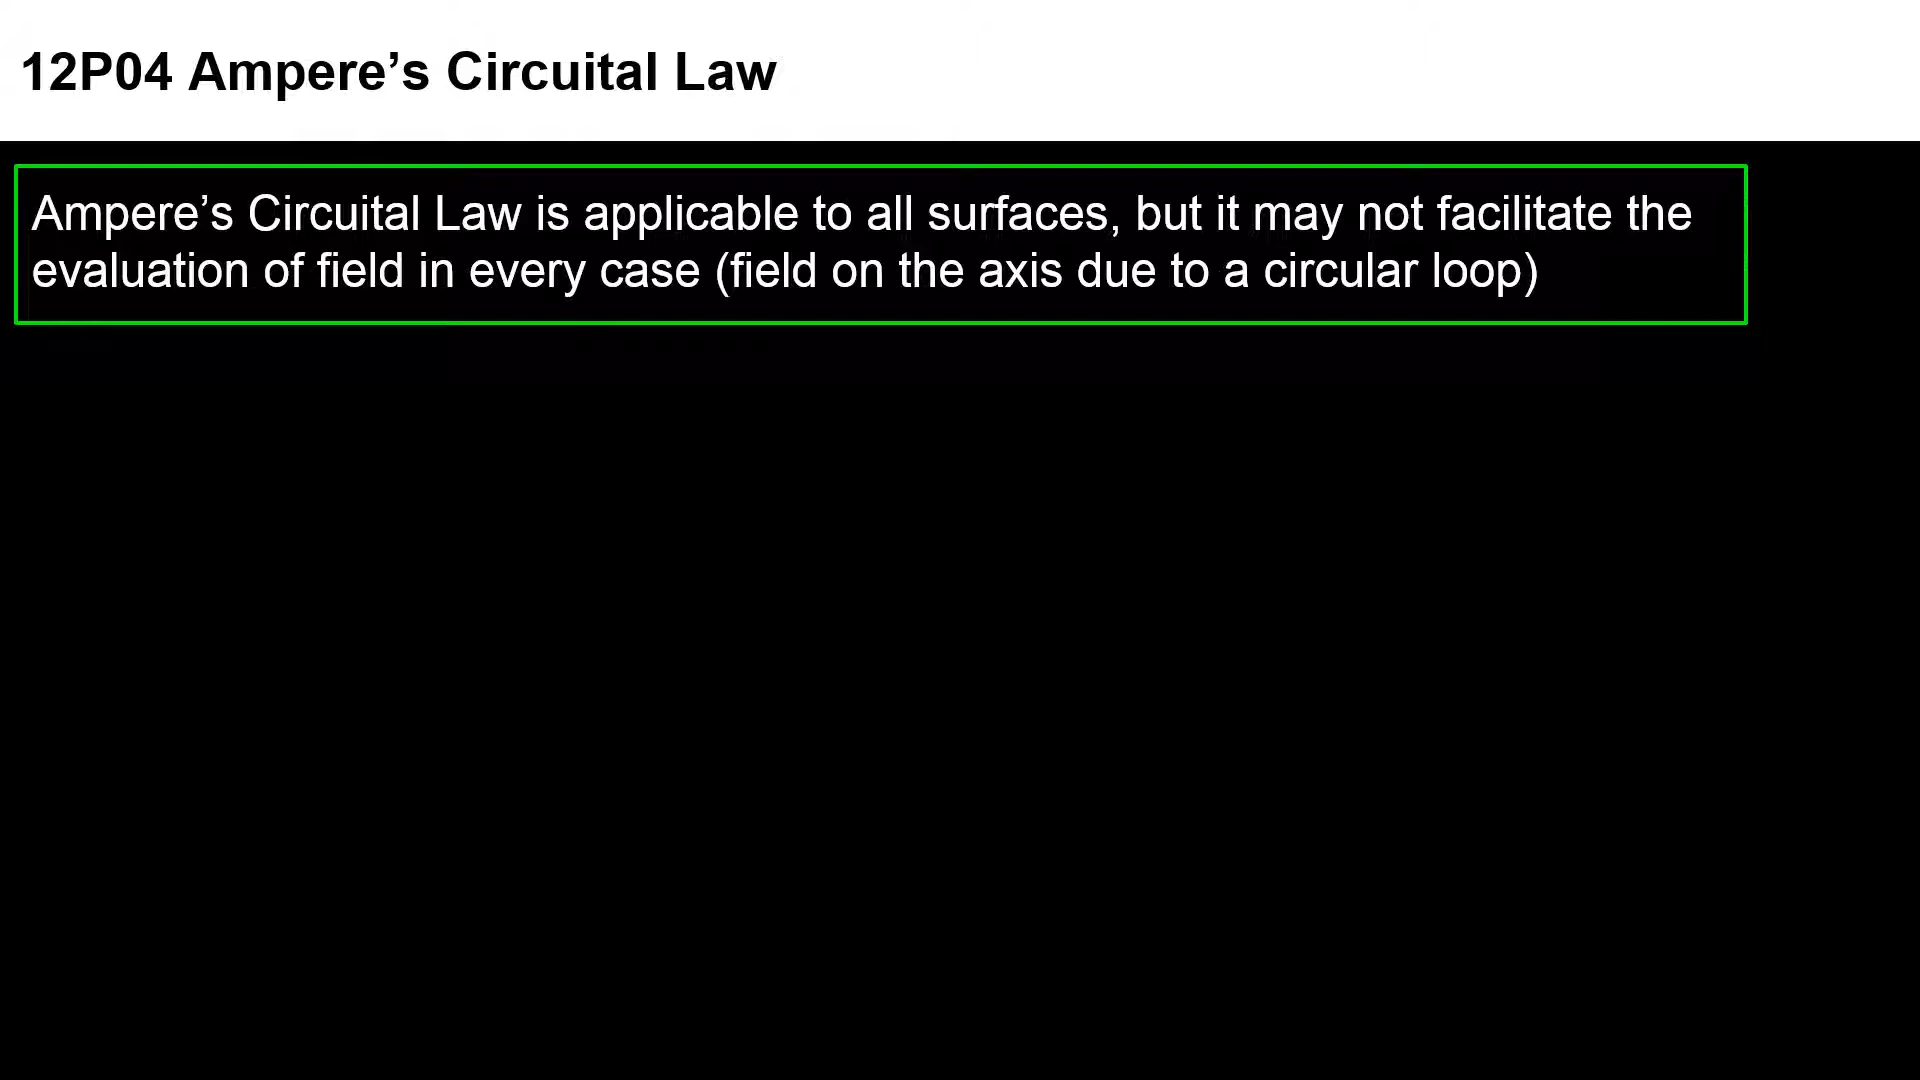 12P04 Ampere’s Circuital Law
Ampere’s Circuital Law is applicable to all surfaces, but it may not facilitate the
evaluation of field in every case (field on the axis due to a circular loop)